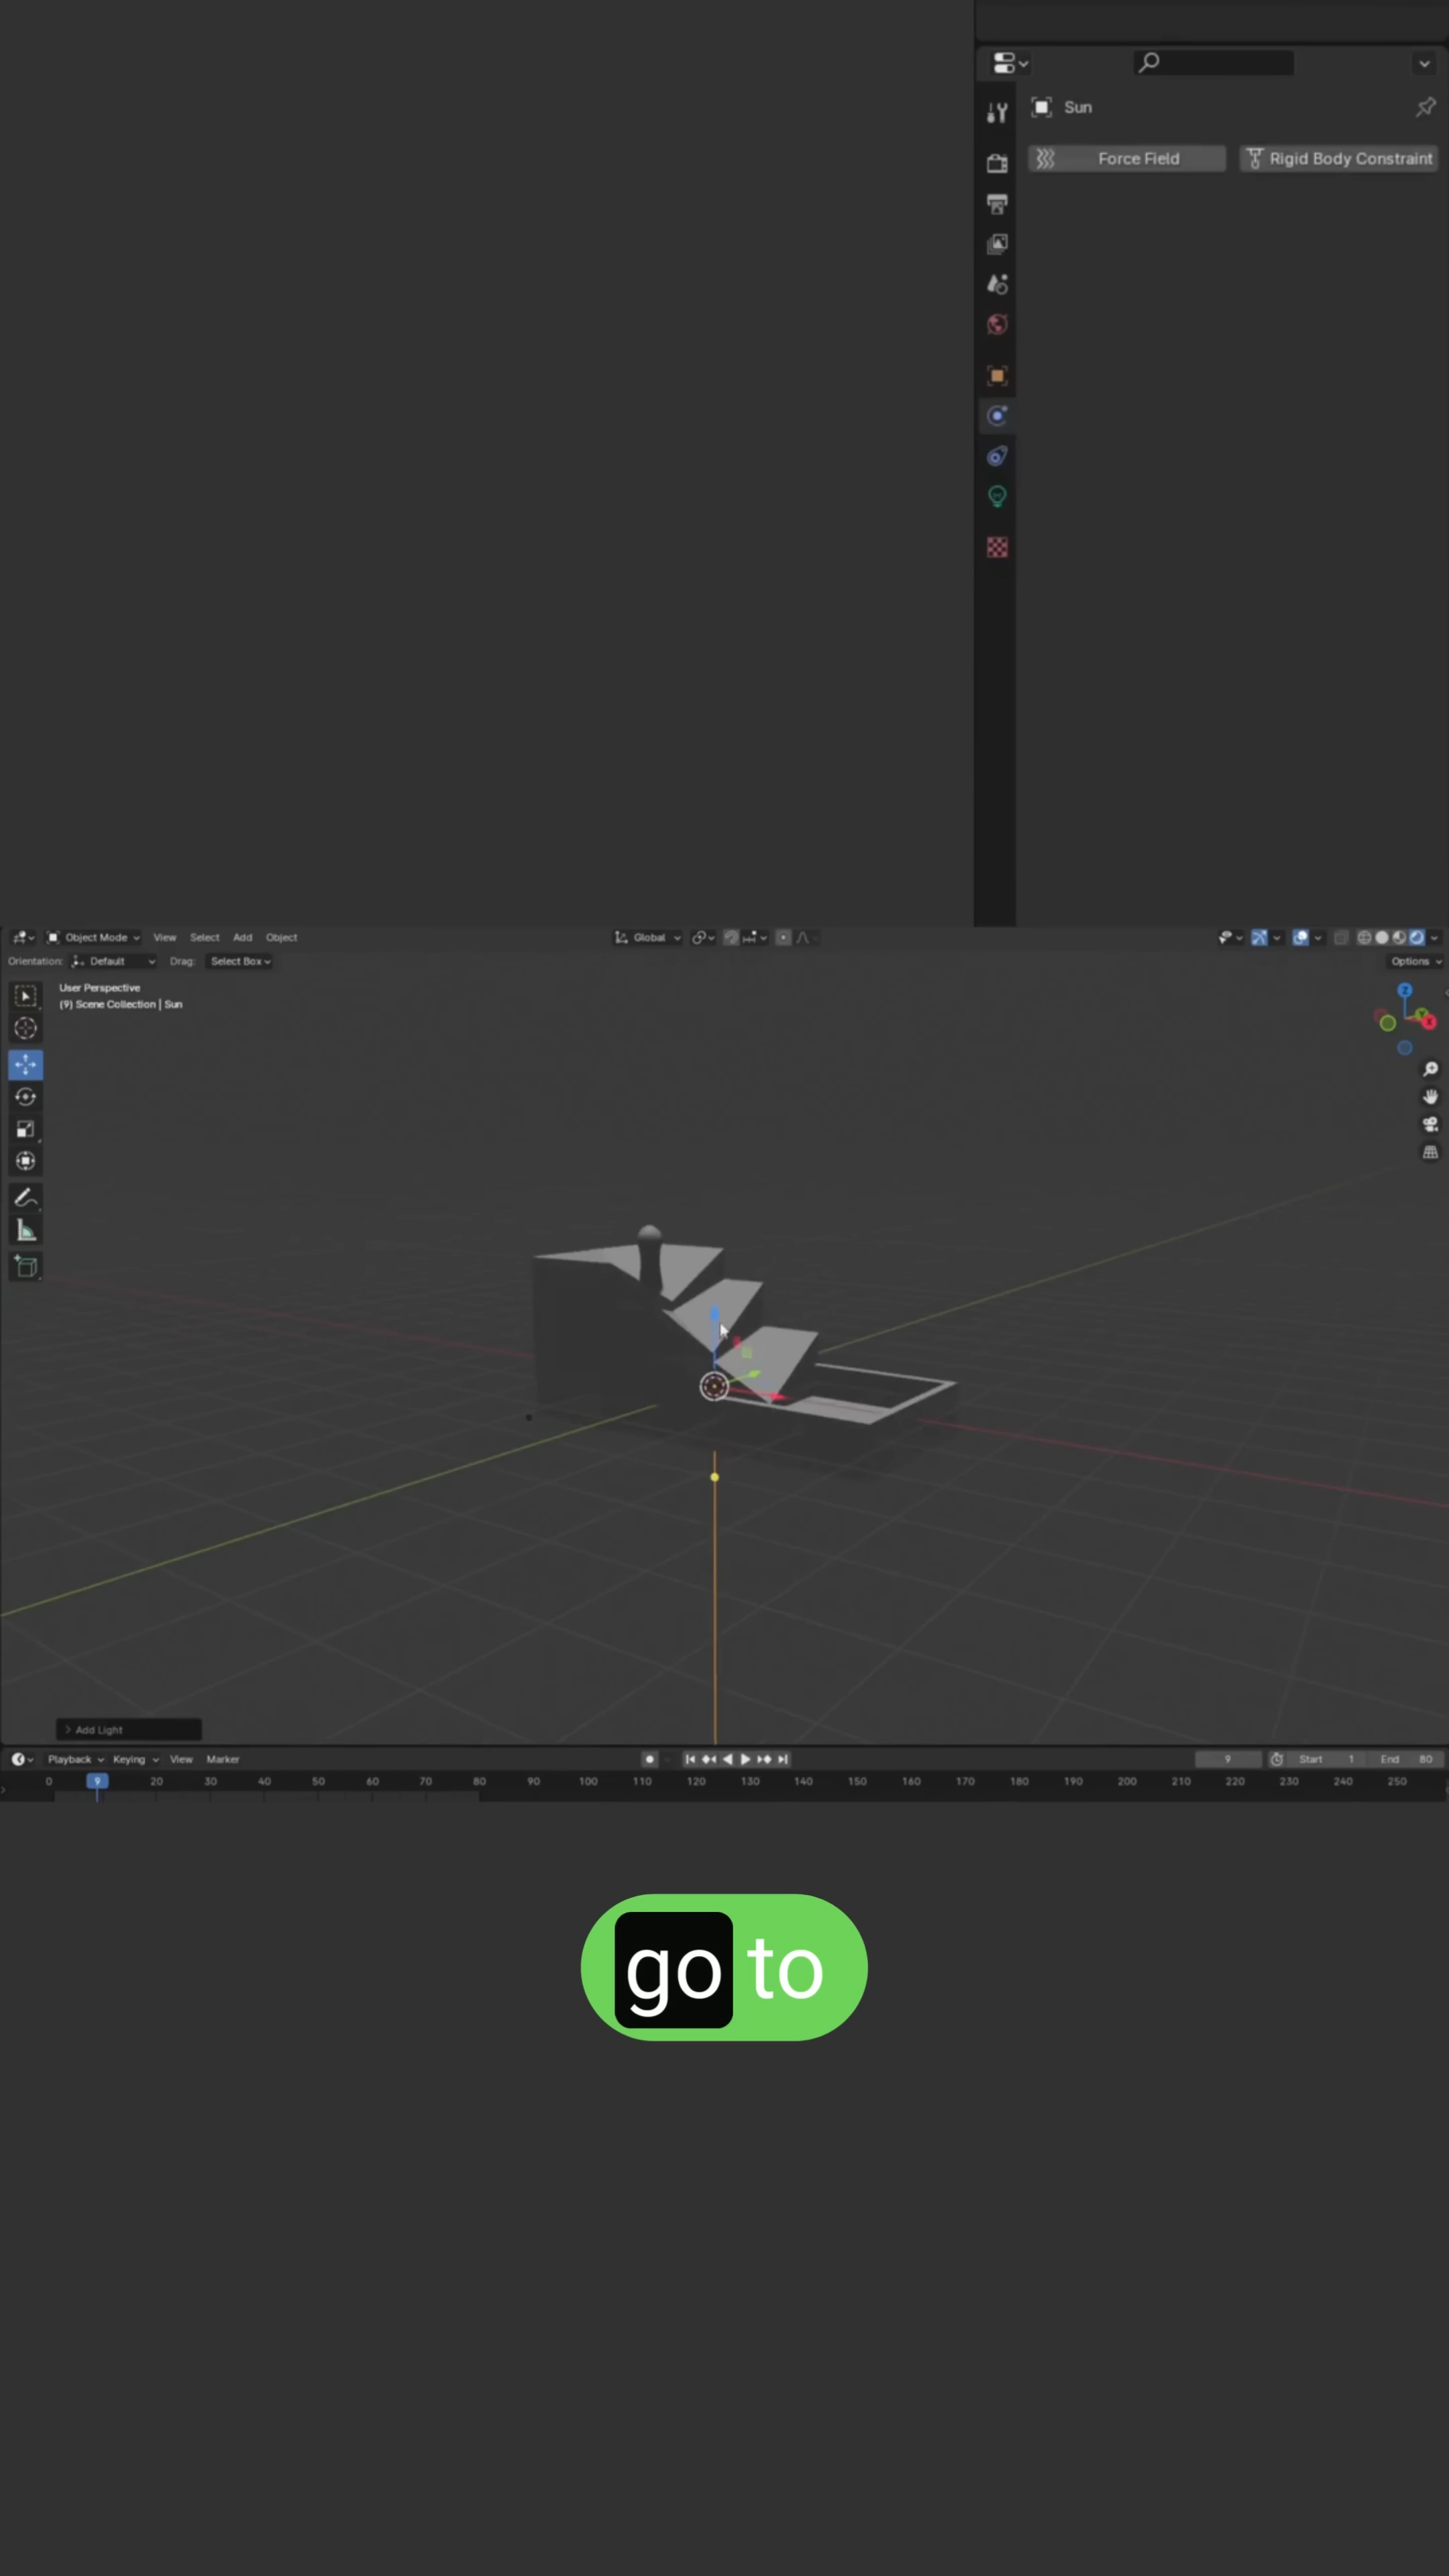 Sun
Force Field
Rigid Body Constraint
Object Mode View Select Add Object Global
Orientation: Default Drag: Select Box Options
User Perspective
(9) Scene Collection | Sun
Z
Y
X
Add Light
Playback Keying View Marker 9 Start 1 End 80
0 9 20 30 40 50 60 70 80 90 100 110 120 130 140 150 160 170 180 190 200 210 220 230 240 250
go to